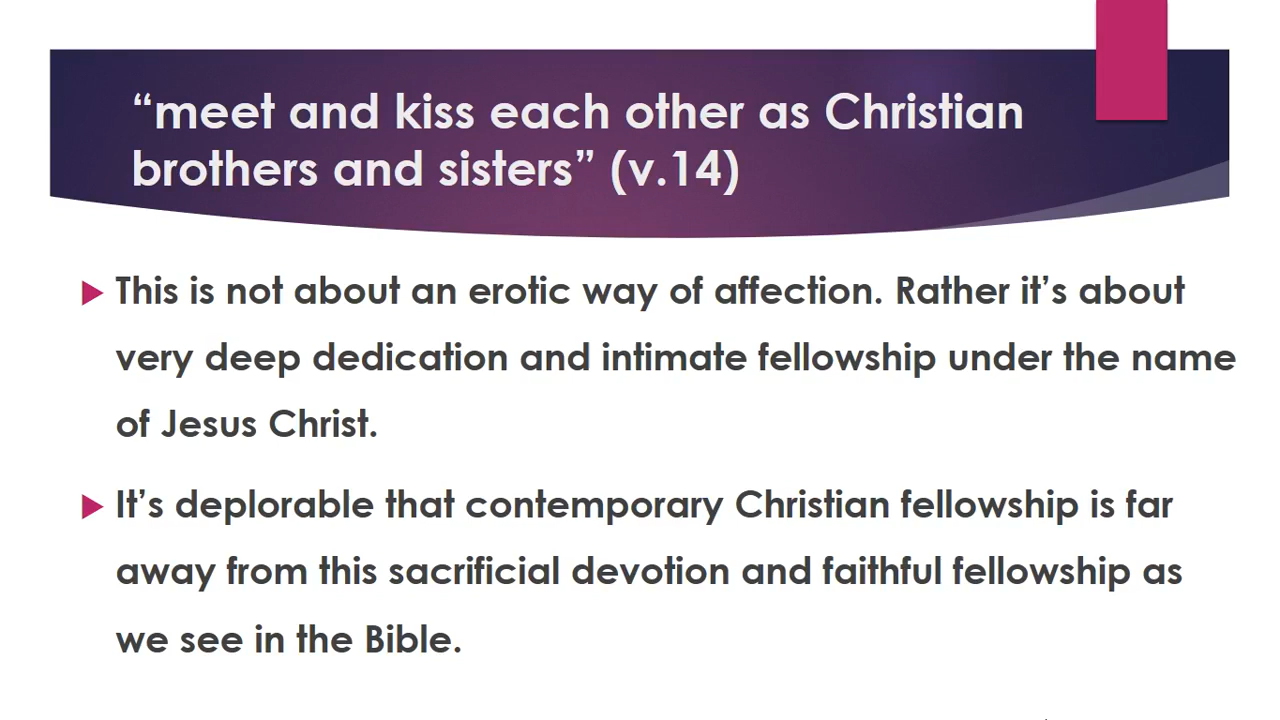 “meet and kiss each other as Christian
brothers and sisters” (v.14)
This is not about an erotic way of affection. Rather it’s about
very deep dedication and intimate fellowship under the name
of Jesus Christ.
It’s deplorable that contemporary Christian fellowship is far
away from this sacrificial devotion and faithful fellowship as
we see in the Bible.